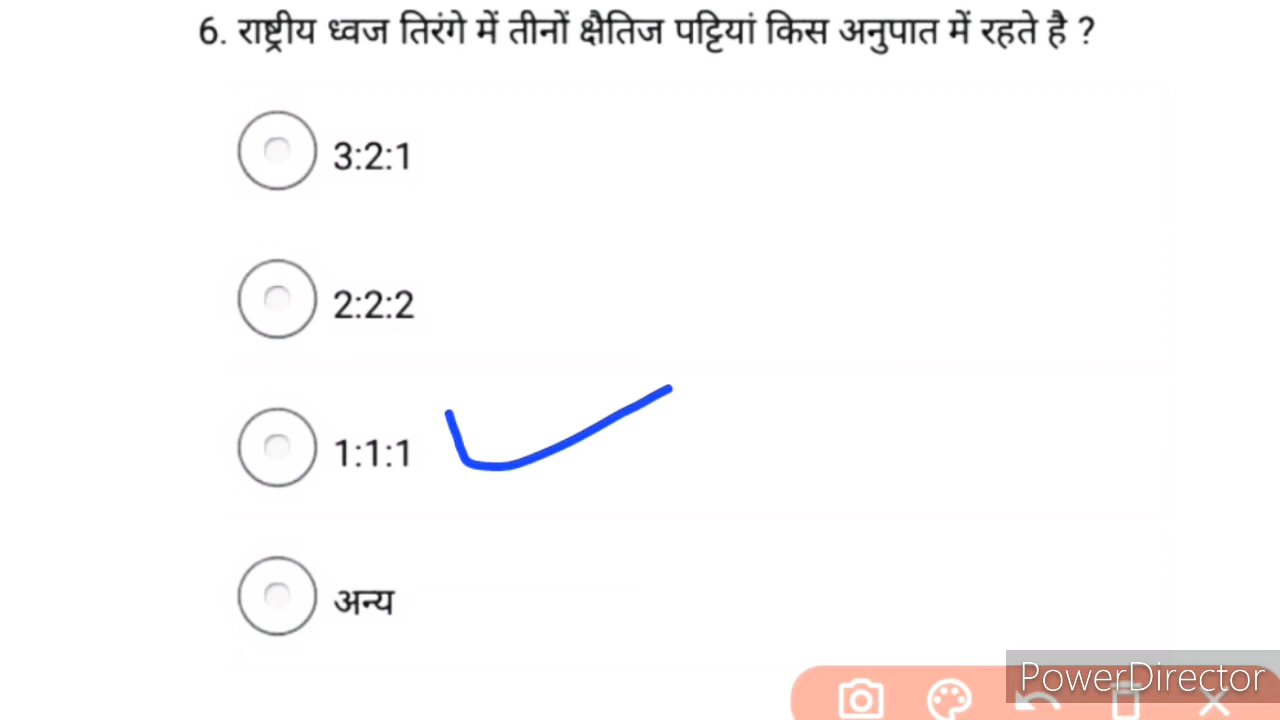 6. राष्ट्रीय ध्वज तिरंगे में तीनों क्षैतिज पट्टियां किस अनुपात में रहते है ?
3:2:1
2:2:2
1:1:1
अन्य
PowerDirector